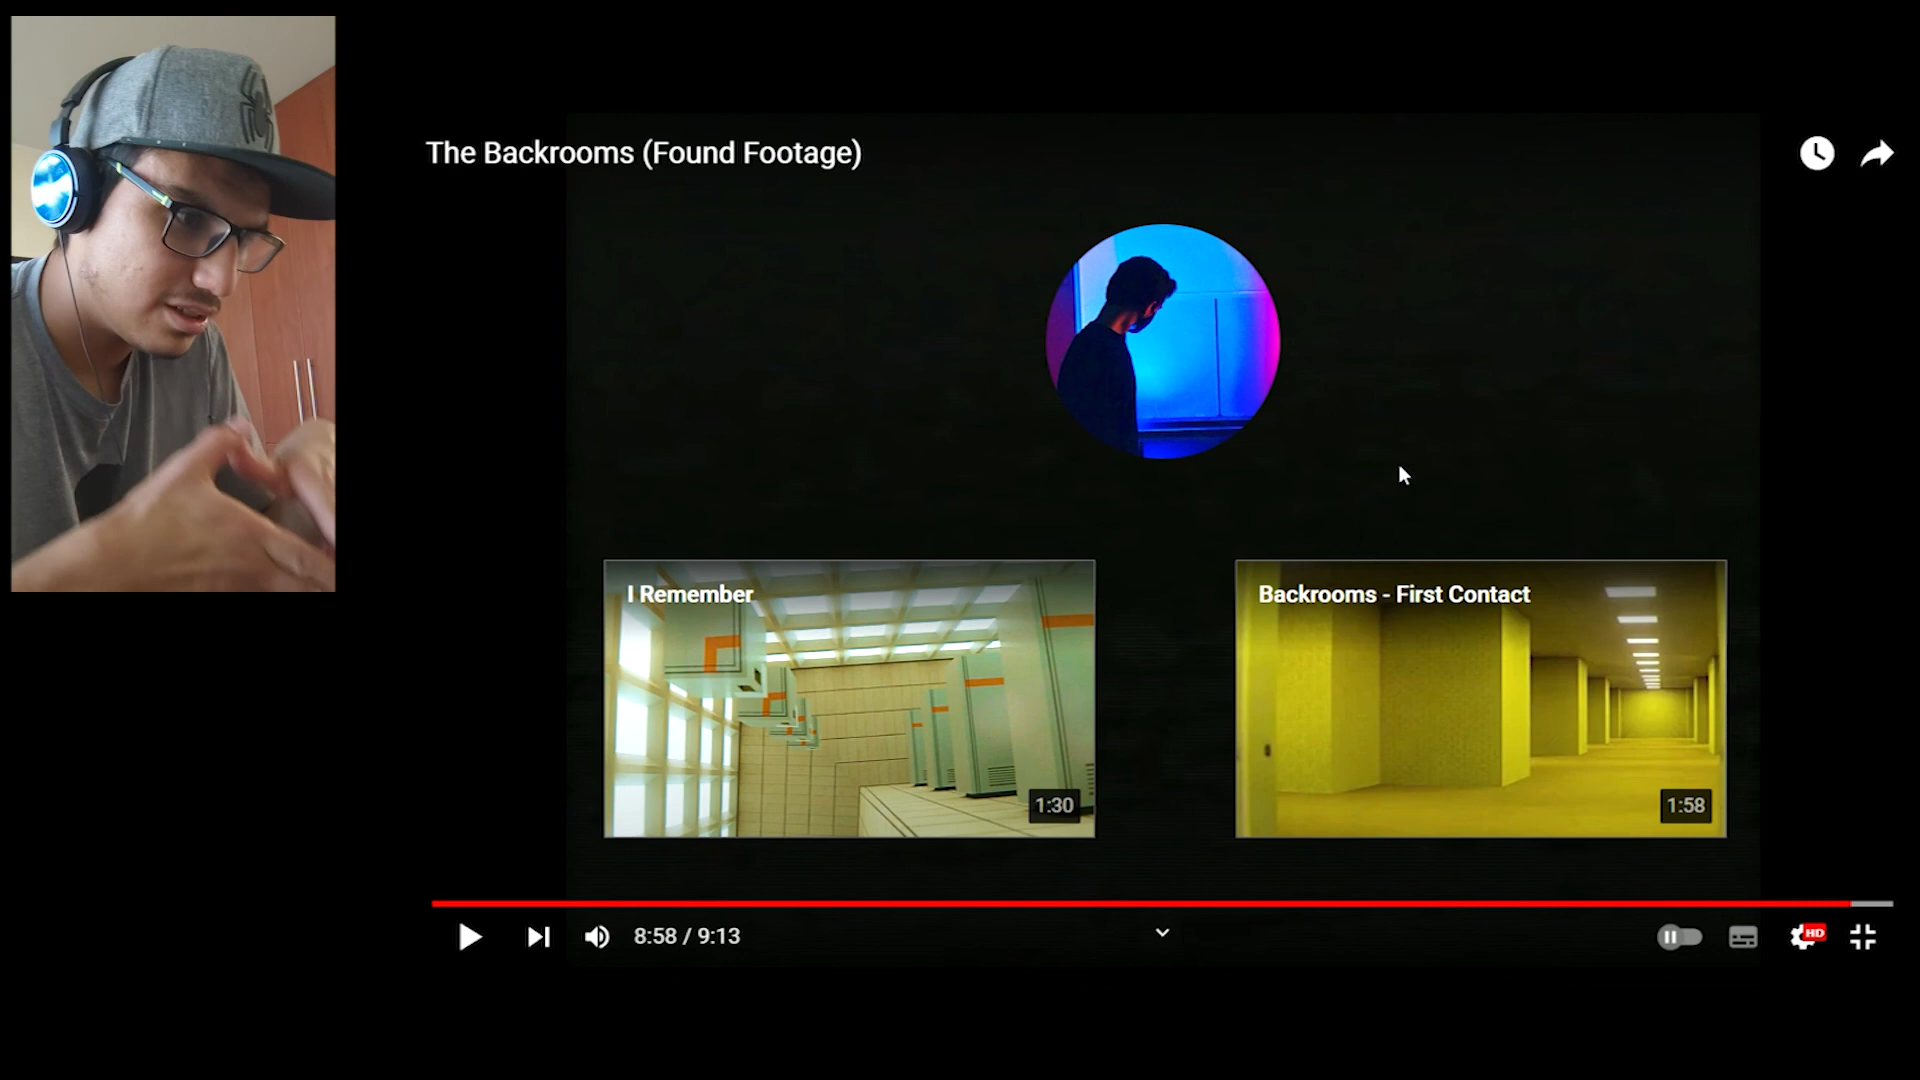 The Backrooms (Found Footage)
I Remember
1:30
Backrooms - First Contact
1:58
8:58 / 9:13
HD